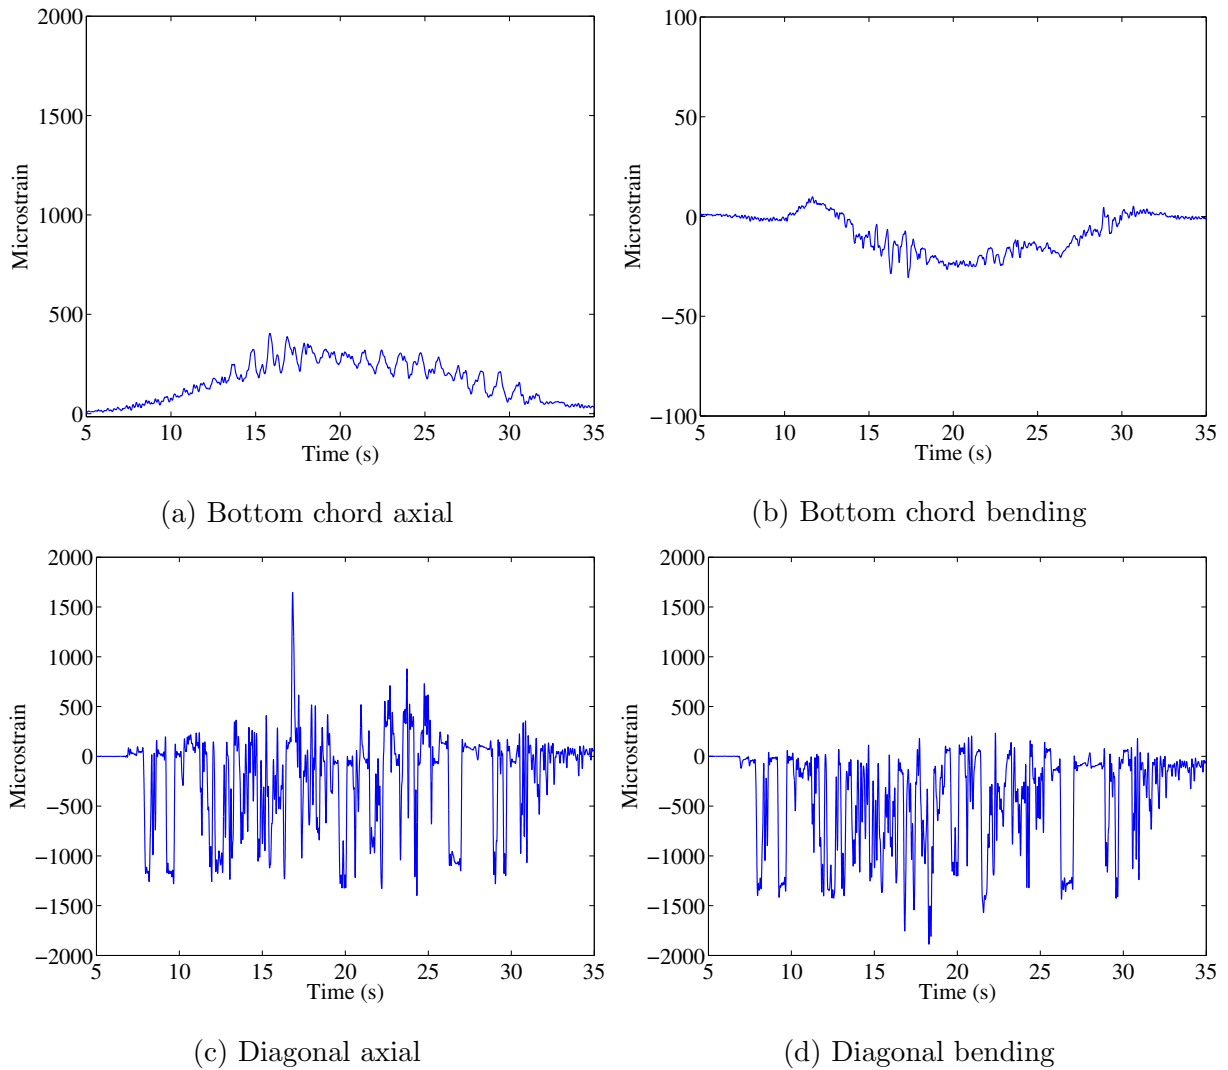 2000
1500
1000
500
0
Microstrain
5 10 15 20 25 30 35
Time (s)
(a) Bottom chord axial
100
50
0
−50
−100
Microstrain
5 10 15 20 25 30 35
Time (s)
(b) Bottom chord bending
2000
1500
1000
500
0
−500
−1000
−1500
−2000
Microstrain
5 10 15 20 25 30 35
Time (s)
(c) Diagonal axial
2000
1500
1000
500
0
−500
−1000
−1500
−2000
Microstrain
5 10 15 20 25 30 35
Time (s)
(d) Diagonal bending